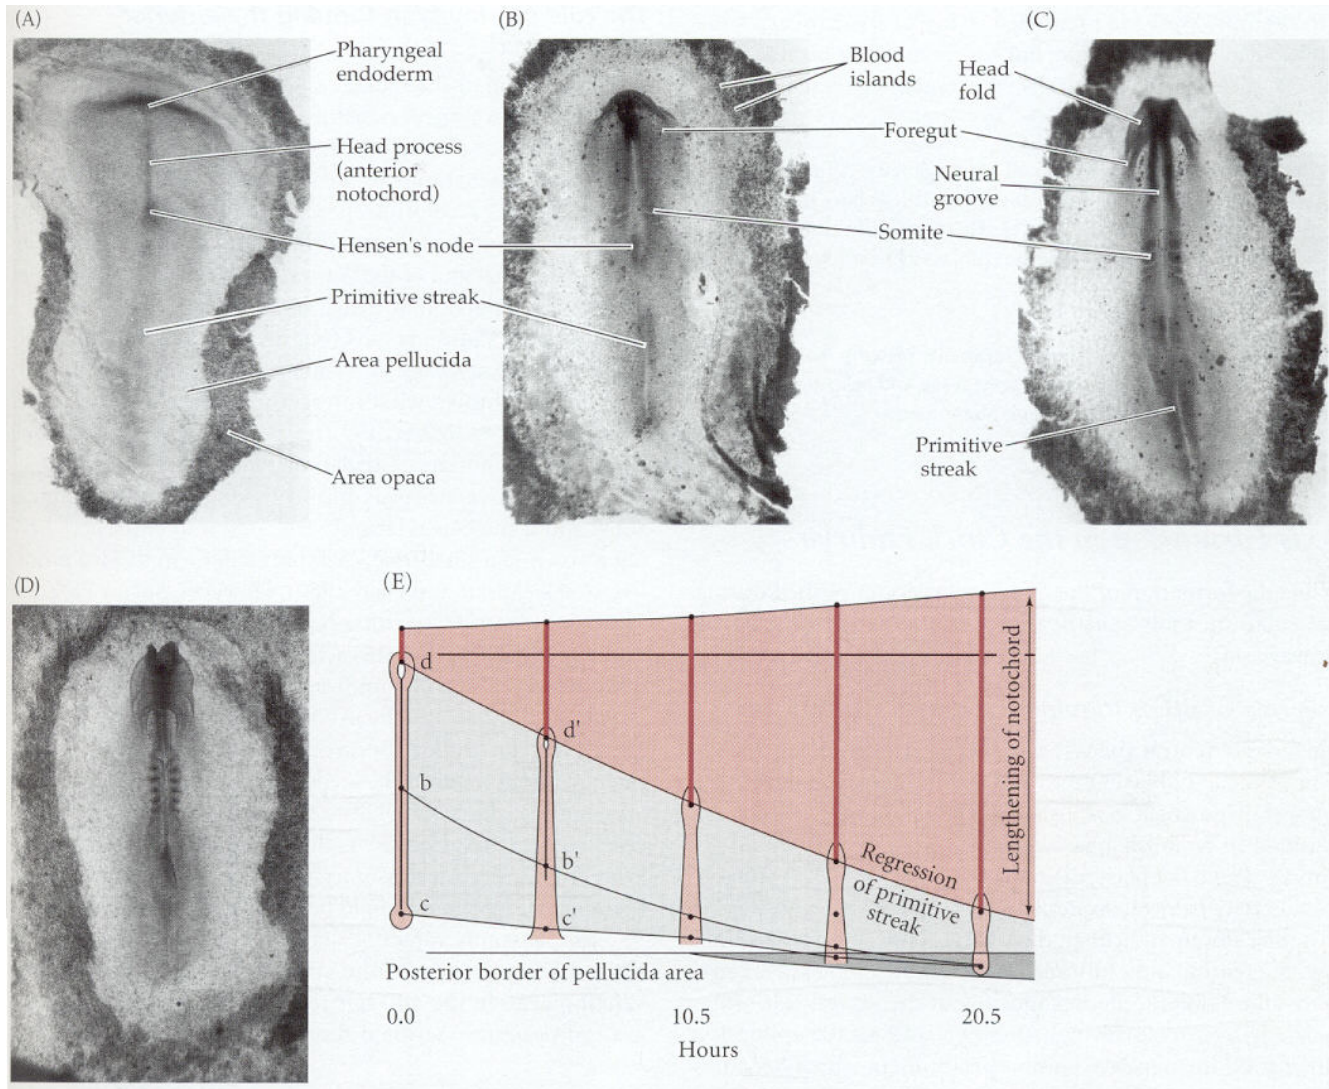 (A)
Pharyngeal
endoderm
Head process
(anterior
notochord)
Hensen's node
Primitive streak
Area pellucida
Area opaca
(B)
Blood
islands
Foregut
Somite
(C)
Head
fold
Neural
groove
Primitive
streak
(D)
(E)
d
b
c
d'
b'
c'
Regression
of primitive
streak
Lengthening of notochord
Posterior border of pellucida area
0.0
10.5
20.5
Hours